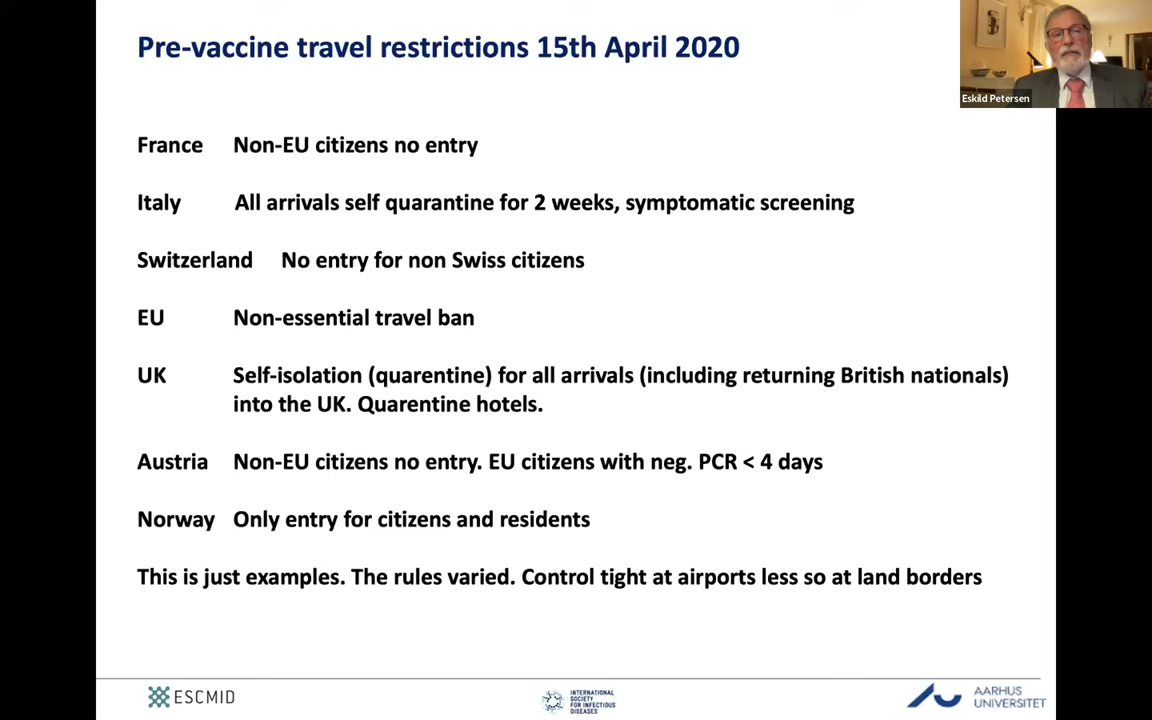 Pre-vaccine travel restrictions 15th April 2020
Eskild Petersen
France Non-EU citizens no entry
Italy All arrivals self quarantine for 2 weeks, symptomatic screening
Switzerland No entry for non Swiss citizens
EU Non-essential travel ban
UK Self-isolation (quarentine) for all arrivals (including returning British nationals)
into the UK. Quarentine hotels.
Austria Non-EU citizens no entry. EU citizens with neg. PCR < 4 days
Norway Only entry for citizens and residents
This is just examples. The rules varied. Control tight at airports less so at land borders
ESCMID
INTERNATIONAL
SOCIETY
FOR INFECTIOUS
DISEASES
AARHUS
UNIVERSITET